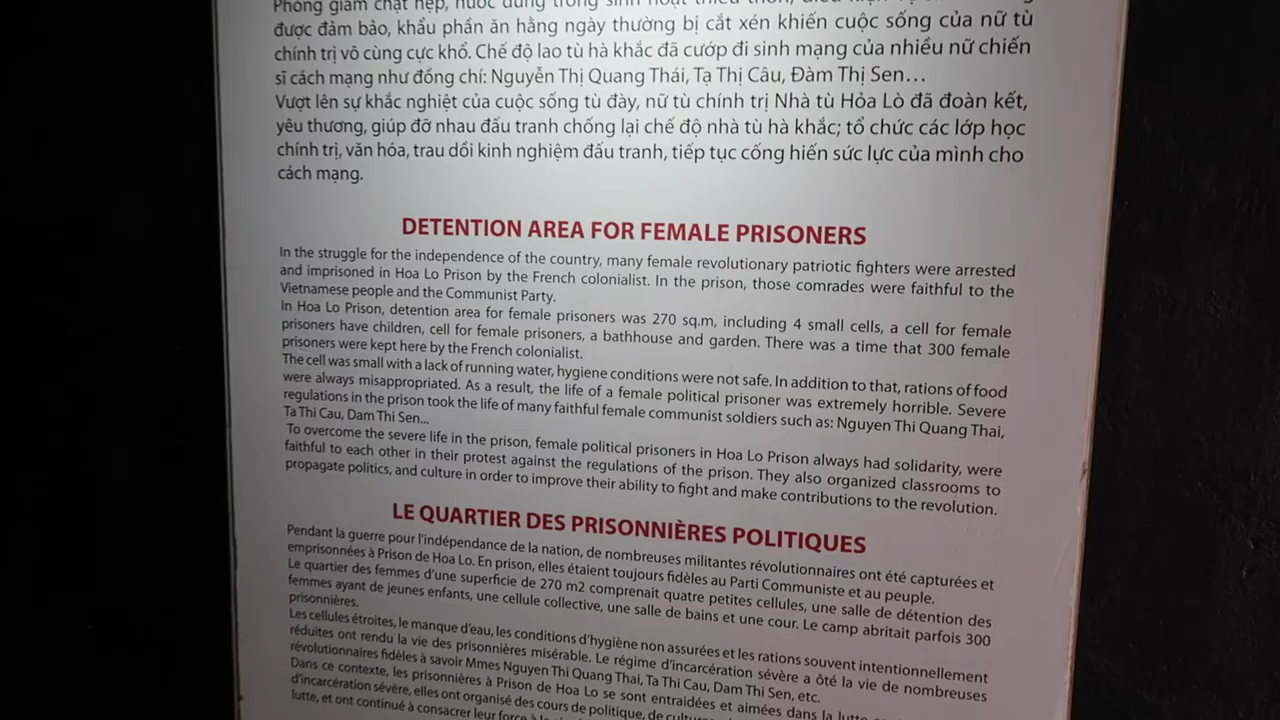 Phòng giam chật hẹp, nước dùng trong sinh hoạt thiếu thốn,
được đảm bảo, khẩu phần ăn hằng ngày thường bị cắt xén khiến cuộc sống của nữ tù
chính trị vô cùng cực khổ. Chế độ lao tù hà khắc đã cướp đi sinh mạng của nhiều nữ chiến
sĩ cách mạng như đồng chí: Nguyễn Thị Quang Thái, Tạ Thị Câu, Đàm Thị Sen...
Vượt lên sự khắc nghiệt của cuộc sống tù đày, nữ tù chính trị Nhà tù Hỏa Lò đã đoàn kết,
yêu thương, giúp đỡ nhau đấu tranh chống lại chế độ nhà tù hà khắc; tổ chức các lớp học
chính trị, văn hóa, trau dồi kinh nghiệm đấu tranh, tiếp tục cống hiến sức lực của mình cho
cách mạng.
DETENTION AREA FOR FEMALE PRISONERS
In the struggle for the independence of the country, many female revolutionary patriotic fighters were arrested
and imprisoned in Hoa Lo Prison by the French colonialist. In the prison, those comrades were faithful to the
Vietnamese people and the Communist Party.
In Hoa Lo Prison, detention area for female prisoners was 270 sq.m, including 4 small cells, a cell for female
prisoners have children, cell for female prisoners, a bathhouse and garden. There was a time that 300 female
prisoners were kept here by the French colonialist.
The cell was small with a lack of running water, hygiene conditions were not safe. In addition to that, rations of food
were always misappropriated. As a result, the life of a female political prisoner was extremely horrible. Severe
regulations in the prison took the life of many faithful female communist soldiers such as: Nguyen Thi Quang Thai,
Ta Thi Cau, Dam Thi Sen...
To overcome the severe life in the prison, female political prisoners in Hoa Lo Prison always had solidarity, were
faithful to each other in their protest against the regulations of the prison. They also organized classrooms to
propagate politics, and culture in order to improve their ability to fight and make contributions to the revolution.
LE QUARTIER DES PRISONNIÈRES POLITIQUES
Pendant la guerre pour l'indépendance de la nation, de nombreuses militantes révolutionnaires ont été capturées et
emprisonnées à Prison de Hoa Lo. En prison, elles étaient toujours fidèles au Parti Communiste et au peuple.
Le quartier des femmes d'une superficie de 270 m2 comprenait quatre petites cellules, une salle de détention des
femmes ayant de jeunes enfants, une cellule collective, une salle de bains et une cour. Le camp abritait parfois 300
prisonnières.
Les cellules étroites, le manque d'eau, les conditions d'hygiène non assurées et les rations souvent intentionnellement
réduites ont rendu la vie des prisonnières misérable. Le régime d'incarcération sévère a ôté la vie de nombreuses
révolutionnaires fidèles à savoir Mmes Nguyen Thi Quang Thai, Ta Thi Cau, Dam Thi Sen, etc.
Dans ce contexte, les prisonnières à Prison de Hoa Lo se sont entraidées et aimées dans la lutte
d'incarcération sévère, elles ont organisé des cours de politique, de
lutte, et ont continué à consacrer leur force à